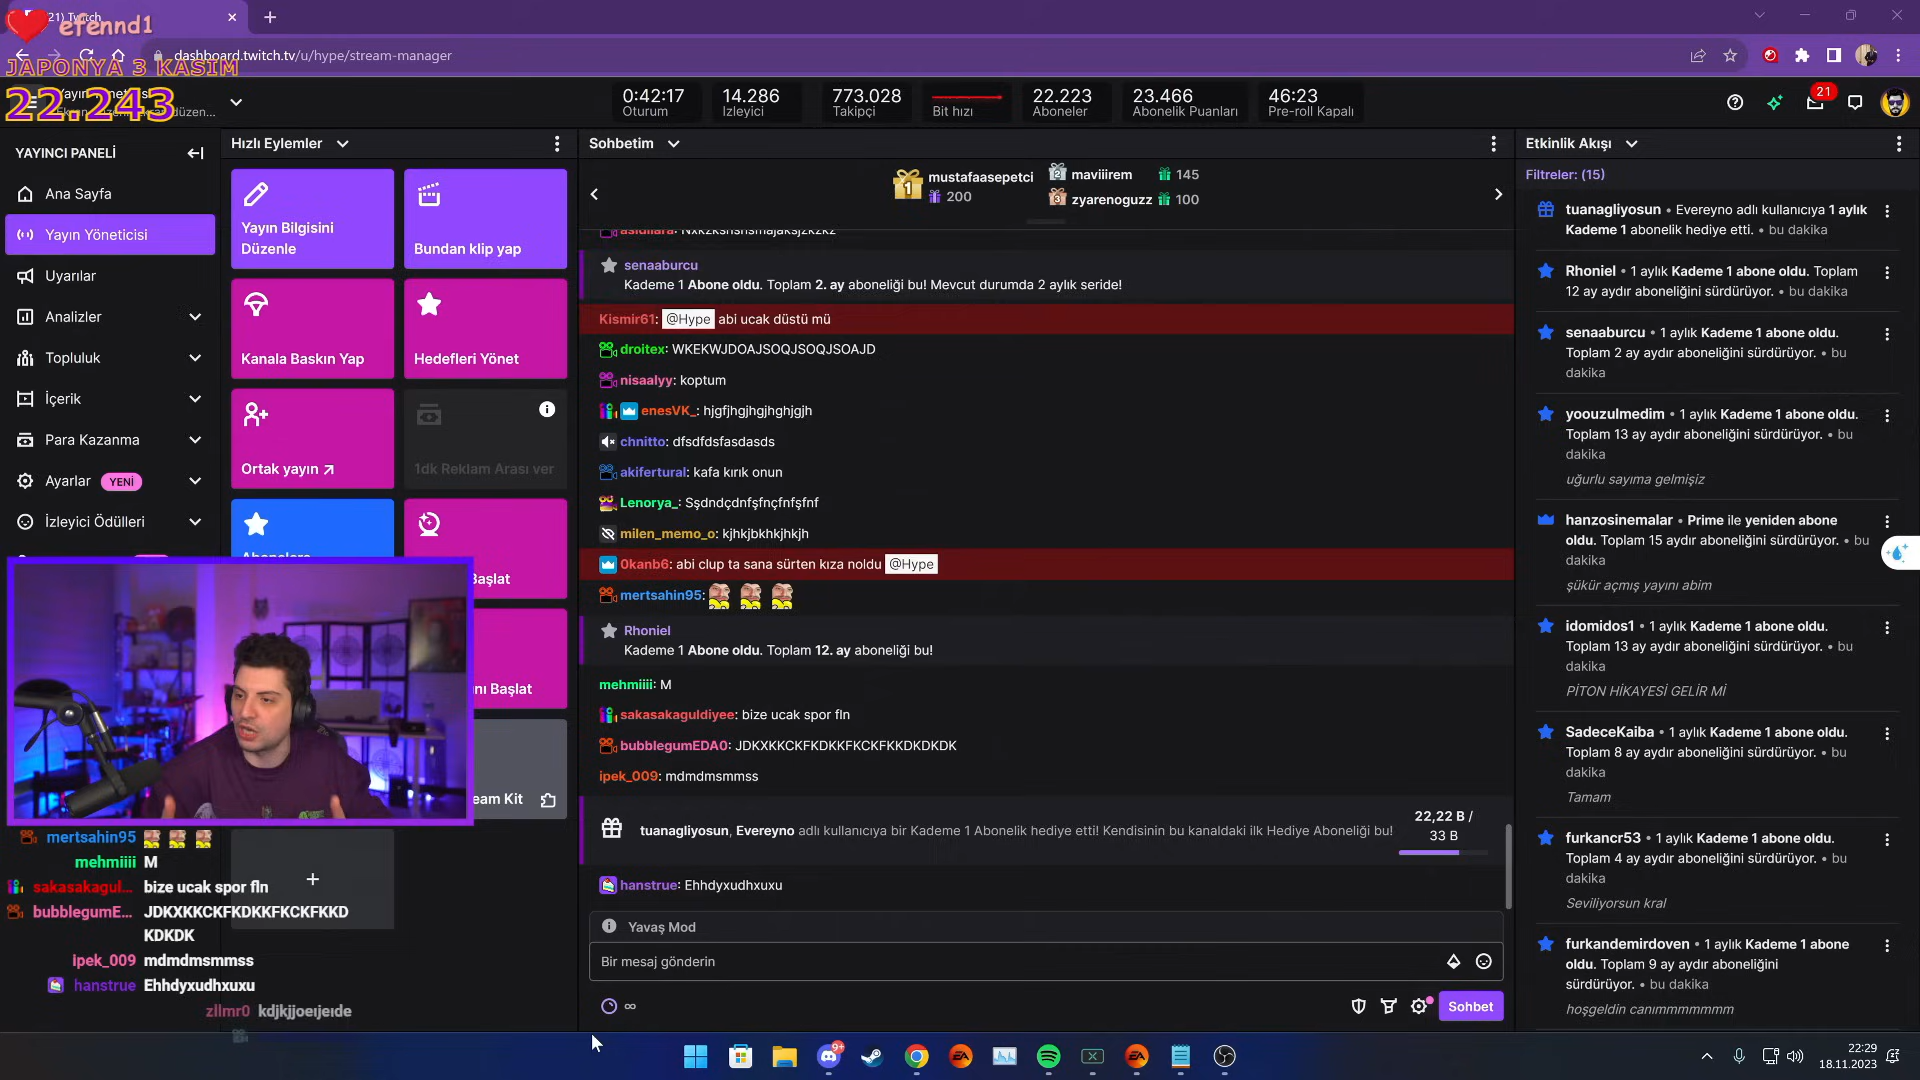 21) Twitch
efennd1
dashboard.twitch.tv/u/hype/stream-manager
JAPONYA 3 KASIM
22.243
0:42:17
Oturum
14.286
İzleyici
773.028
Takipçi
Bit hızı
22.223
Aboneler
23.466
Abonelik Puanları
46:23
Pre-roll Kapalı
21
YAYINCI PANELİ
Ana Sayfa
Yayın Yöneticisi
Uyarılar
Analizler
Topluluk
İçerik
Para Kazanma
Ayarlar YENİ
İzleyici Ödülleri
Hızlı Eylemler
Yayın Bilgisini
Düzenle
Bundan klip yap
Kanala Baskın Yap
Hedefleri Yönet
Ortak yayın
1dk Reklam Arası ver
Sohbetim
1 mustafaasepetci
200
2 maviiirem 145
3 zyarenoguzz 100
senaaburcu
Kademe 1 Abone oldu. Toplam 2. ay aboneliği bu! Mevcut durumda 2 aylık seride!
Kismir61: @Hype abi ucak düstü mü
droitex: WKEKWJDOAJSOQJSOQJSOAJD
nisaalyy: koptum
enesVK_: hjgfjhgjhgjhghjgjh
chnitto: dfsdfdsfasdasds
akifertural: kafa kırık onun
Lenorya_: Sşdndçdnfşfnçfnfşfnf
milen_memo_o: kjhkjbkhkjhkjh
0kanb6: abi clup ta sana sürten kıza noldu @Hype
mertsahin95:
Rhoniel
Kademe 1 Abone oldu. Toplam 12. ay aboneliği bu!
mehmiiii: M
sakasakaguldiyee: bize ucak spor fln
bubblegumEDA0: JDKXKKCKFKDKKFKCKFKKDKDKDK
ipek_009: mdmdmsmmss
tuanagliyosun, Evereyno adlı kullanıcıya bir Kademe 1 Abonelik hediye etti! Kendisinin bu kanaldaki ilk Hediye Aboneliği bu!
22,22 B /
33 B
hanstrue: Ehhdyxudhxuxu
Yavaş Mod
Bir mesaj gönderin
Sohbet
Etkinlik Akışı
Filtreler: (15)
tuanagliyosun • Evereyno adlı kullanıcıya 1 aylık
Kademe 1 abonelik hediye etti. • bu dakika
Rhoniel • 1 aylık Kademe 1 abone oldu. Toplam
12 ay aydır aboneliğini sürdürüyor. • bu dakika
senaaburcu • 1 aylık Kademe 1 abone oldu.
Toplam 2 ay aydır aboneliğini sürdürüyor. • bu
dakika
yoouzulmedim • 1 aylık Kademe 1 abone oldu.
Toplam 13 ay aydır aboneliğini sürdürüyor. • bu
dakika
uğurlu sayıma gelmişiz
hanzosinemalar • Prime ile yeniden abone
oldu. Toplam 15 aydır aboneliğini sürdürüyor. • bu
dakika
şükür açmış yayını abim
idomidos1 • 1 aylık Kademe 1 abone oldu.
Toplam 13 ay aydır aboneliğini sürdürüyor. • bu
dakika
PİTON HİKAYESİ GELİR Mİ
SadeceKaiba • 1 aylık Kademe 1 abone oldu.
Toplam 8 ay aydır aboneliğini sürdürüyor. • bu
dakika
Tamam
furkancr53 • 1 aylık Kademe 1 abone oldu.
Toplam 4 ay aydır aboneliğini sürdürüyor. • bu
dakika
Seviliyorsun kral
furkandemirdoven • 1 aylık Kademe 1 abone
oldu. Toplam 9 ay aydır aboneliğini
sürdürüyor. • bu dakika
hoşgeldin canımmmmmmm
mertsahin95
mehmiiii M
sakasakagul... bize ucak spor fln
bubblegumE... JDKXKKCKFKDKKFKCKFKKD
KDKDK
ipek_009 mdmdmsmmss
hanstrue Ehhdyxudhxuxu
zllmr0 kdjkjjoeıjeıde
9+
22:29
18.11.2023